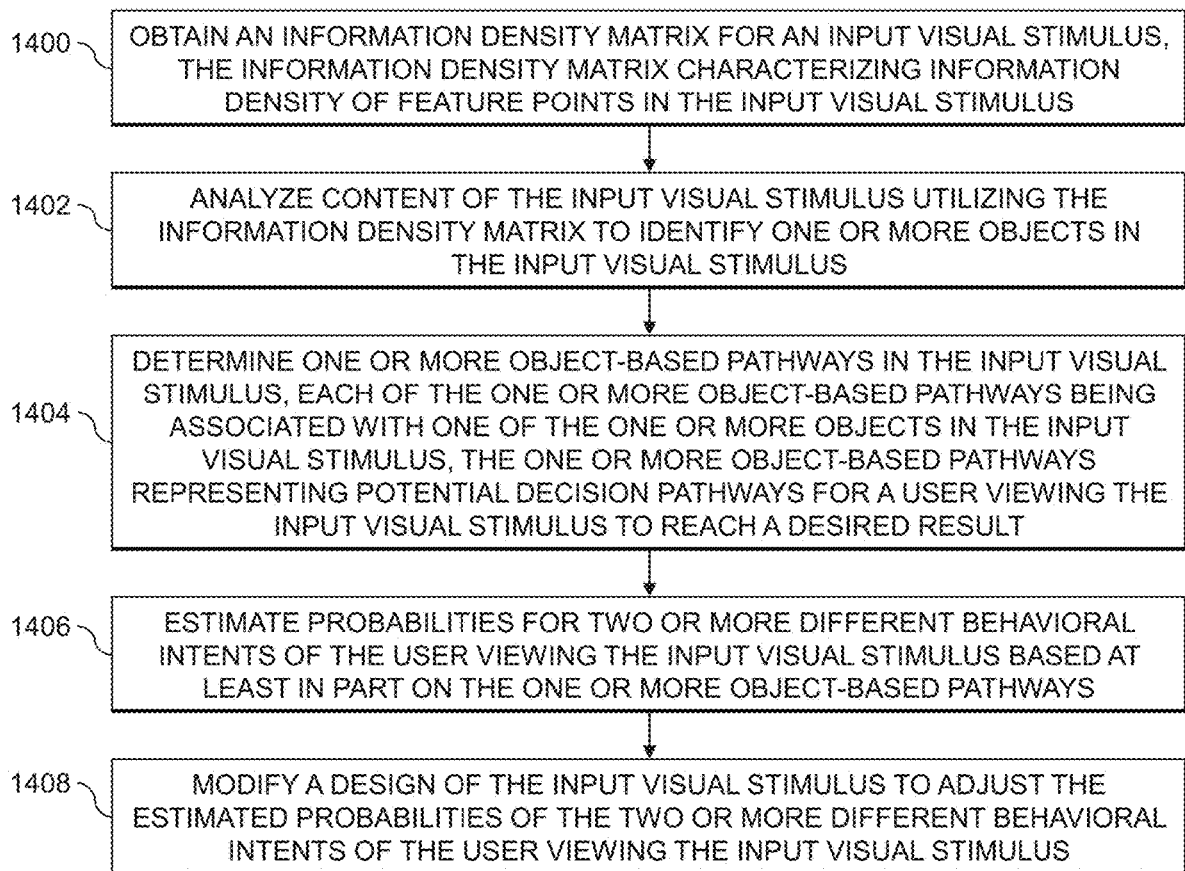 1400
OBTAIN AN INFORMATION DENSITY MATRIX FOR AN INPUT VISUAL STIMULUS,
THE INFORMATION DENSITY MATRIX CHARACTERIZING INFORMATION
DENSITY OF FEATURE POINTS IN THE INPUT VISUAL STIMULUS
1402
ANALYZE CONTENT OF THE INPUT VISUAL STIMULUS UTILIZING THE
INFORMATION DENSITY MATRIX TO IDENTIFY ONE OR MORE OBJECTS IN
THE INPUT VISUAL STIMULUS
1404
DETERMINE ONE OR MORE OBJECT-BASED PATHWAYS IN THE INPUT VISUAL
STIMULUS, EACH OF THE ONE OR MORE OBJECT-BASED PATHWAYS BEING
ASSOCIATED WITH ONE OF THE ONE OR MORE OBJECTS IN THE INPUT
VISUAL STIMULUS, THE ONE OR MORE OBJECT-BASED PATHWAYS
REPRESENTING POTENTIAL DECISION PATHWAYS FOR A USER VIEWING THE
INPUT VISUAL STIMULUS TO REACH A DESIRED RESULT
1406
ESTIMATE PROBABILITIES FOR TWO OR MORE DIFFERENT BEHAVIORAL
INTENTS OF THE USER VIEWING THE INPUT VISUAL STIMULUS BASED AT
LEAST IN PART ON THE ONE OR MORE OBJECT-BASED PATHWAYS
1408
MODIFY A DESIGN OF THE INPUT VISUAL STIMULUS TO ADJUST THE
ESTIMATED PROBABILITIES OF THE TWO OR MORE DIFFERENT BEHAVIORAL
INTENTS OF THE USER VIEWING THE INPUT VISUAL STIMULUS